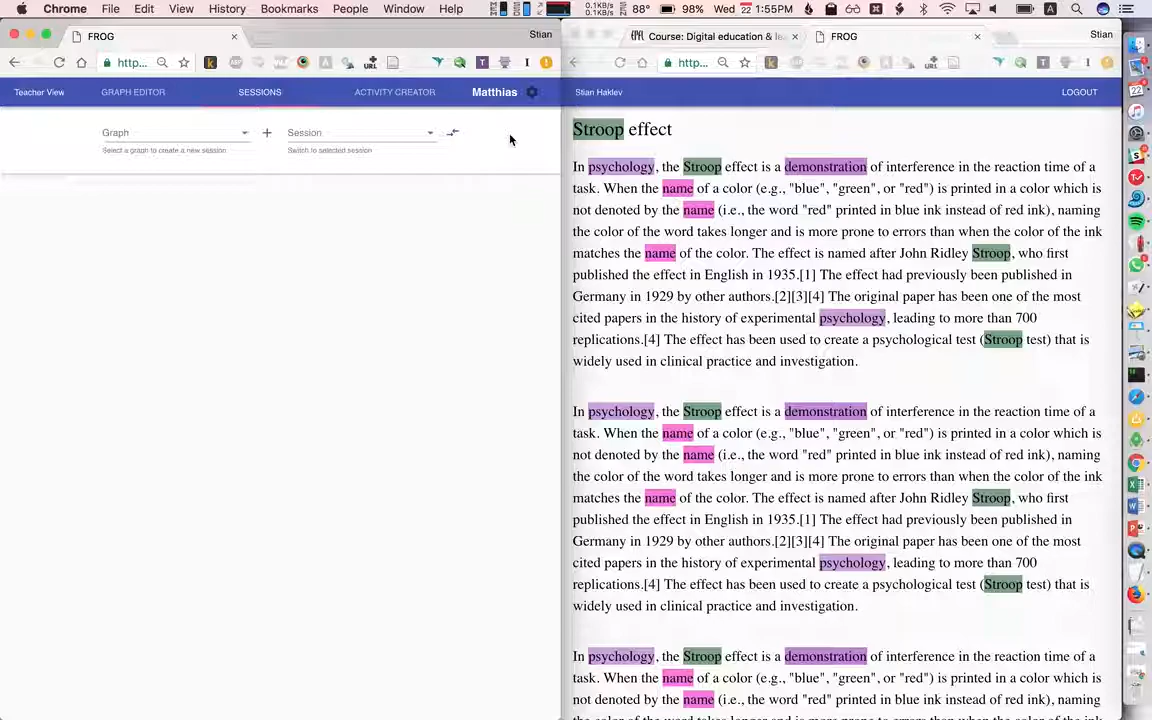 Chrome File Edit View History Bookmarks People Window Help 0.1KB/s 0.1KB/s 88° 98% Wed 22 1:55PM
FROG Stian
https...
Teacher View GRAPH EDITOR SESSIONS ACTIVITY CREATOR Matthias
Graph Session
Select a graph to create a new session Switch to selected session
Course: Digital education & le FROG Stian
https...
Stian Haklev LOGOUT
Stroop effect
In psychology, the Stroop effect is a demonstration of interference in the reaction time of a
task. When the name of a color (e.g., "blue", "green", or "red") is printed in a color which is
not denoted by the name (i.e., the word "red" printed in blue ink instead of red ink), naming
the color of the word takes longer and is more prone to errors than when the color of the ink
matches the name of the color. The effect is named after John Ridley Stroop, who first
published the effect in English in 1935.[1] The effect had previously been published in
Germany in 1929 by other authors.[2][3][4] The original paper has been one of the most
cited papers in the history of experimental psychology, leading to more than 700
replications.[4] The effect has been used to create a psychological test (Stroop test) that is
widely used in clinical practice and investigation.
In psychology, the Stroop effect is a demonstration of interference in the reaction time of a
task. When the name of a color (e.g., "blue", "green", or "red") is printed in a color which is
not denoted by the name (i.e., the word "red" printed in blue ink instead of red ink), naming
the color of the word takes longer and is more prone to errors than when the color of the ink
matches the name of the color. The effect is named after John Ridley Stroop, who first
published the effect in English in 1935.[1] The effect had previously been published in
Germany in 1929 by other authors.[2][3][4] The original paper has been one of the most
cited papers in the history of experimental psychology, leading to more than 700
replications.[4] The effect has been used to create a psychological test (Stroop test) that is
widely used in clinical practice and investigation.
In psychology, the Stroop effect is a demonstration of interference in the reaction time of a
task. When the name of a color (e.g., "blue", "green", or "red") is printed in a color which is
not denoted by the name (i.e., the word "red" printed in blue ink instead of red ink), naming